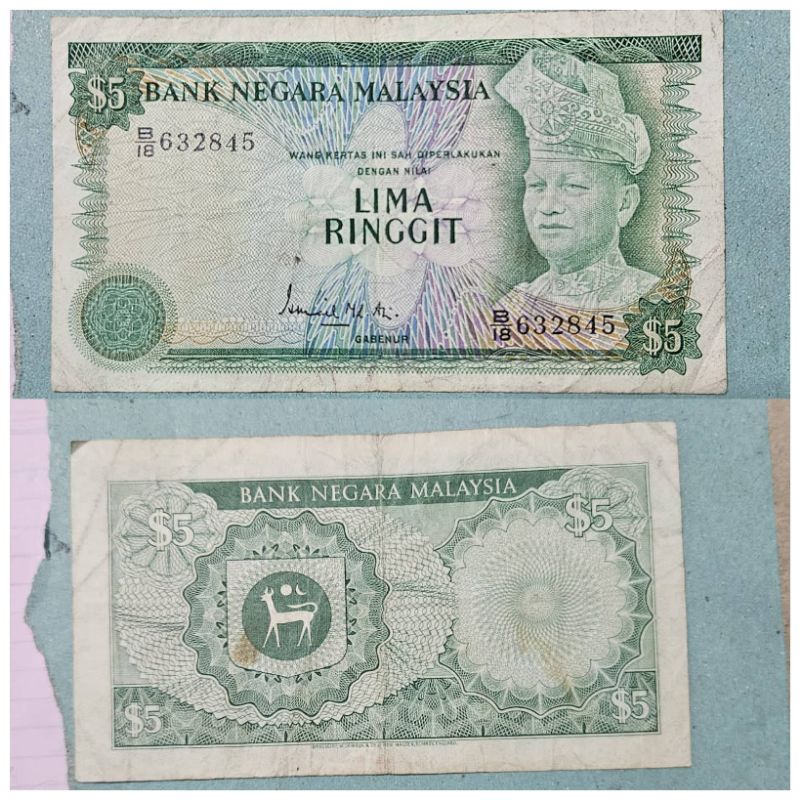 $5 BANK NEGARA MALAYSIA
B/18 632845
WANG KERTAS INI SAH DIPERLAKUKAN
DENGAN NILAI
LIMA
RINGGIT
B/18 632845
GABENUR
$5
BANK NEGARA MALAYSIA
$5 $5
$5 $5